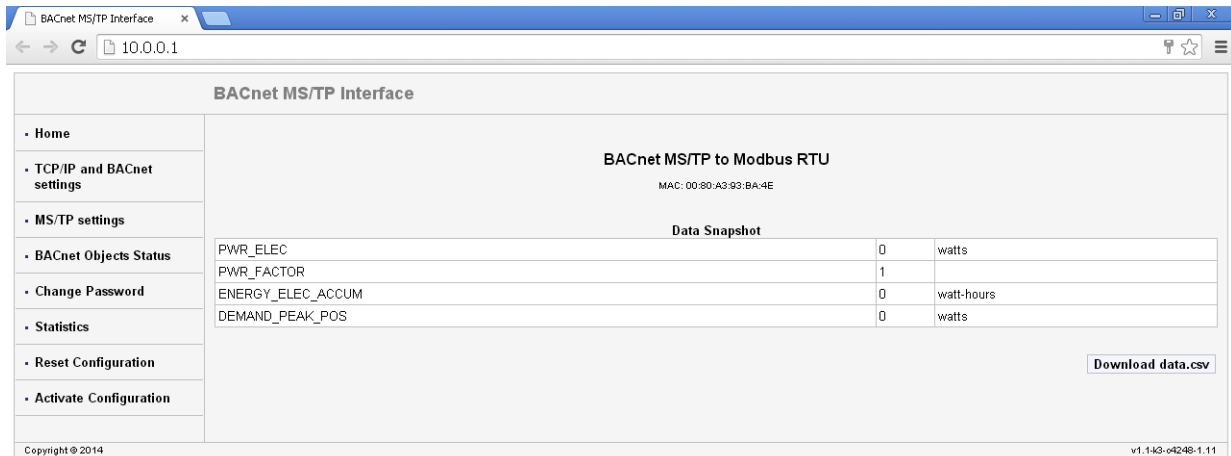 BACnet MS/TP Interface
10.0.0.1
BACnet MS/TP Interface
Home
TCP/IP and BACnet
settings
MS/TP settings
BACnet Objects Status
Change Password
Statistics
Reset Configuration
Activate Configuration
BACnet MS/TP to Modbus RTU
MAC: 00:80:A3:93:BA:4E
Data Snapshot
PWR_ELEC 0 watts
PWR_FACTOR 1
ENERGY_ELEC_ACCUM 0 watt-hours
DEMAND_PEAK_POS 0 watts
Download data.csv
Copyright © 2014
v1.1-k3-o4248-1.11